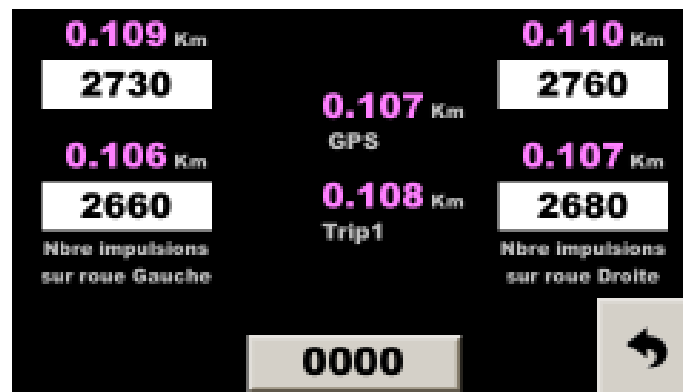 0.109 Km
2730
0.106 Km
2660
Nbre impulsions
sur roue Gauche
0.107 Km
GPS
0.108 Km
Trip1
0.110 Km
2760
0.107 Km
2680
Nbre impulsions
sur roue Droite
0000